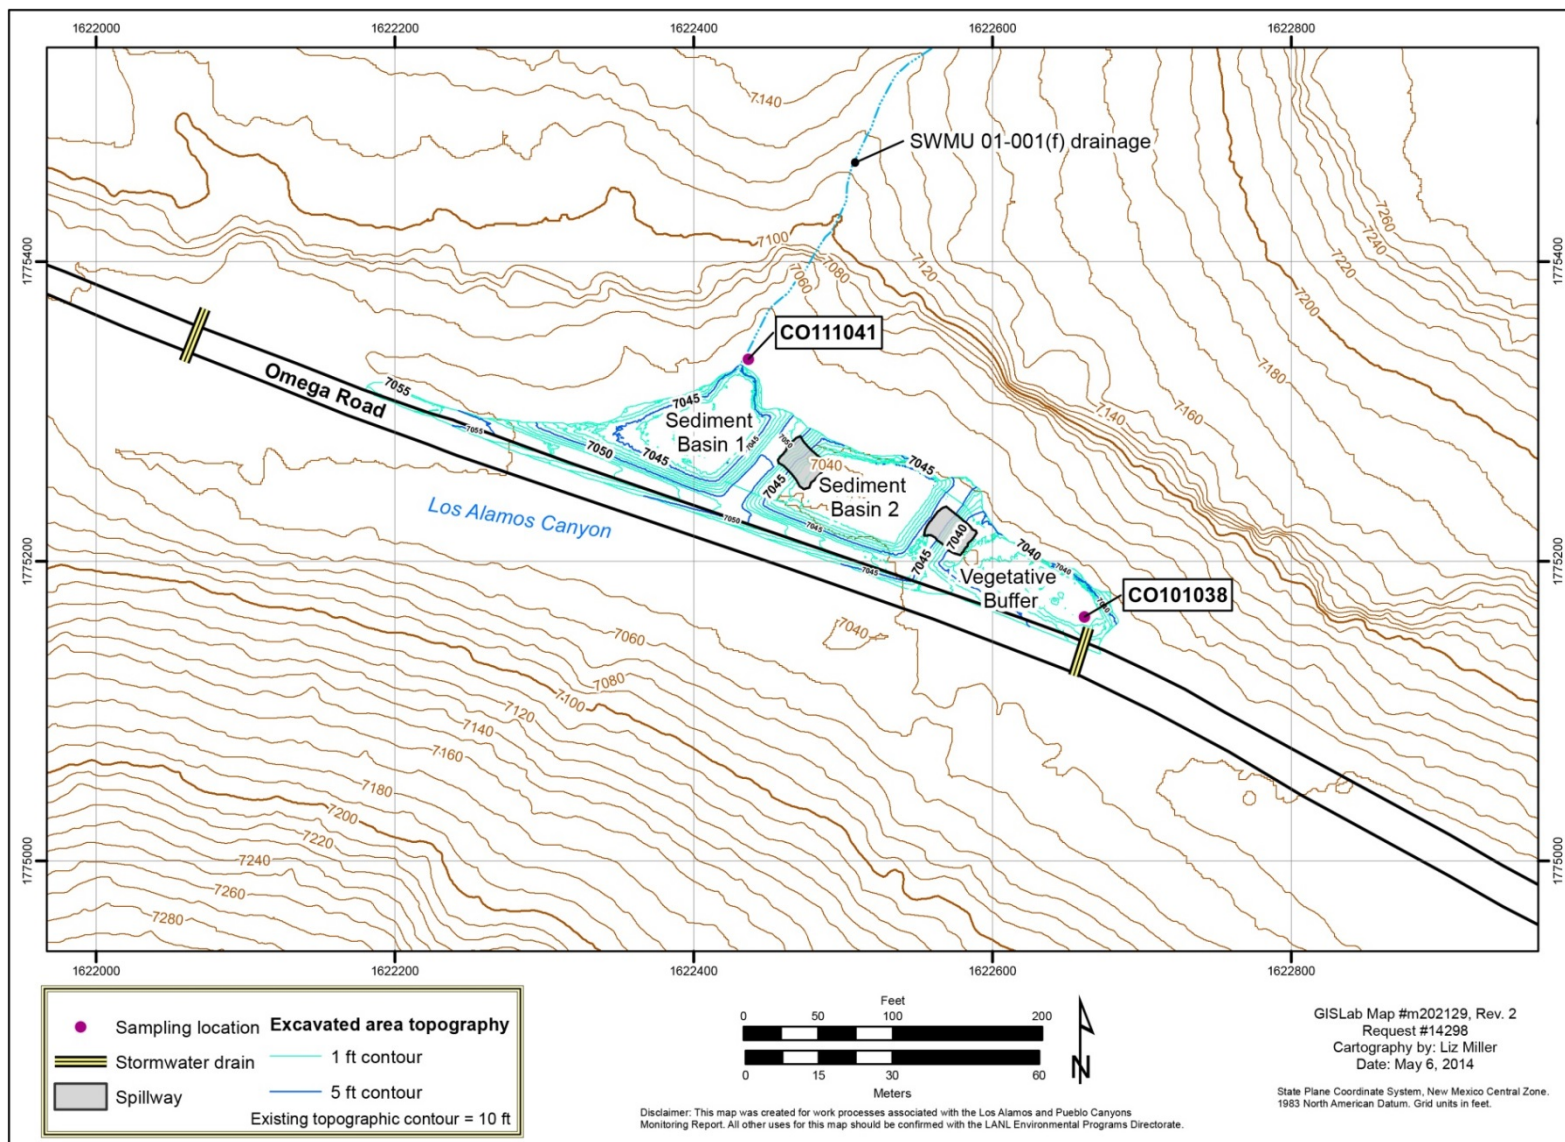 1622000
1622200
1622400
1622600
1622800
1775400
1775200
1775000
1775400
1775200
1775000
7140
SWMU 01-001(f) drainage
7260
7240
7220
7200
7180
7160
7140
7120
7100
7080
7060
CO111041
Omega Road
7055
7055
7045
Sediment
Basin 1
7045
7045
7050
7050
7040
7045
7045
Sediment
Basin 2
7045
7050
7045
7045
7040
7040
7040
7060
Vegetative
Buffer
CO101038
Los Alamos Canyon
7040
7060
7080
7100
7120
7140
7160
7180
7200
7220
7240
7260
7280
1622000
1622200
1622400
1622600
1622800
Sampling location
Stormwater drain
Spillway
Excavated area topography
1 ft contour
5 ft contour
Existing topographic contour = 10 ft
Feet
0 50 100 200
0 15 30 60
Meters
N
Disclaimer: This map was created for work processes associated with the Los Alamos and Pueblo Canyons
Monitoring Report. All other uses for this map should be confirmed with the LANL Environmental Programs Directorate.
GISLab Map #m202129, Rev. 2
Request #14298
Cartography by: Liz Miller
Date: May 6, 2014
State Plane Coordinate System, New Mexico Central Zone.
1983 North American Datum. Grid units in feet.